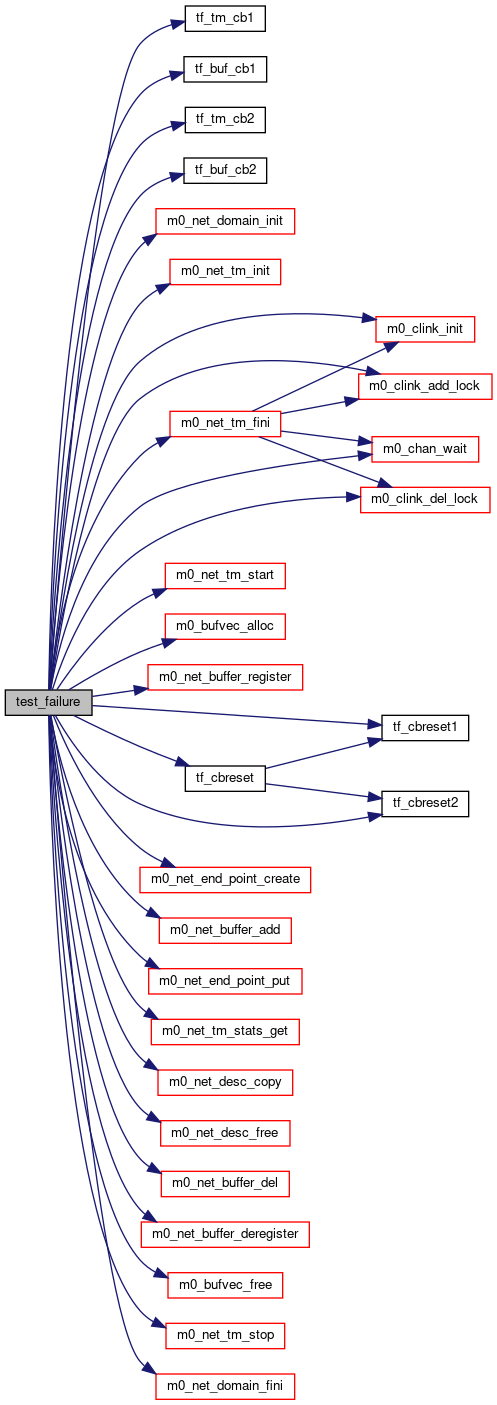 tf_tm_cb1
tf_buf_cb1
tf_tm_cb2
tf_buf_cb2
m0_net_domain_init
m0_net_tm_init
m0_clink_init
m0_clink_add_lock
m0_net_tm_fini
m0_chan_wait
m0_clink_del_lock
m0_net_tm_start
m0_bufvec_alloc
m0_net_buffer_register
test_failure
tf_cbreset1
tf_cbreset
tf_cbreset2
m0_net_end_point_create
m0_net_buffer_add
m0_net_end_point_put
m0_net_tm_stats_get
m0_net_desc_copy
m0_net_desc_free
m0_net_buffer_del
m0_net_buffer_deregister
m0_bufvec_free
m0_net_tm_stop
m0_net_domain_fini